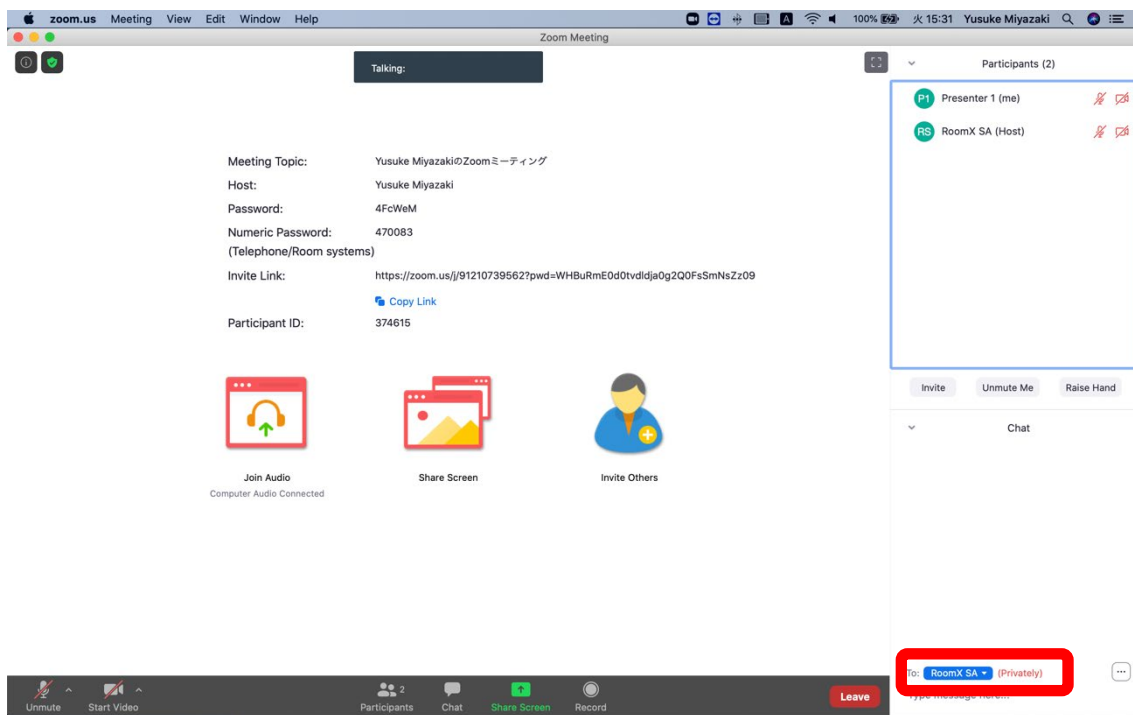 zoom.us Meeting View Edit Window Help 100% 火 15:31 Yusuke Miyazaki
Zoom Meeting
Talking:
Participants (2)
P1 Presenter 1 (me)
RS RoomX SA (Host)
Meeting Topic: Yusuke MiyazakiのZoomミーティング
Host: Yusuke Miyazaki
Password: 4FcWeM
Numeric Password: 470083
(Telephone/Room systems)
Invite Link: https://zoom.us/j/91210739562?pwd=WHBuRmE0d0tvdldja0g2Q0FsSmNsZz09
Copy Link
Participant ID: 374615
Invite Unmute Me Raise Hand
Chat
Join Audio Share Screen Invite Others
Computer Audio Connected
To: RoomX SA (Privately)
Type message here...
Unmute Start Video Participants 2 Chat Share Screen Record Leave